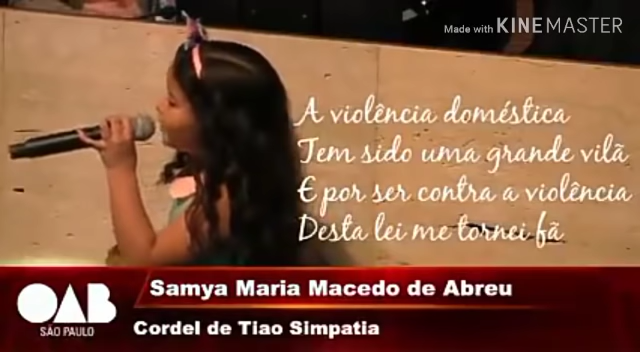 Made with KINEMASTER
A violência doméstica
Tem sido uma grande vilã
E por ser contra a violência
Desta lei me tornei fã
Samya Maria Macedo de Abreu
OAB
SÃO PAULO
Cordel de Tiao Simpatia